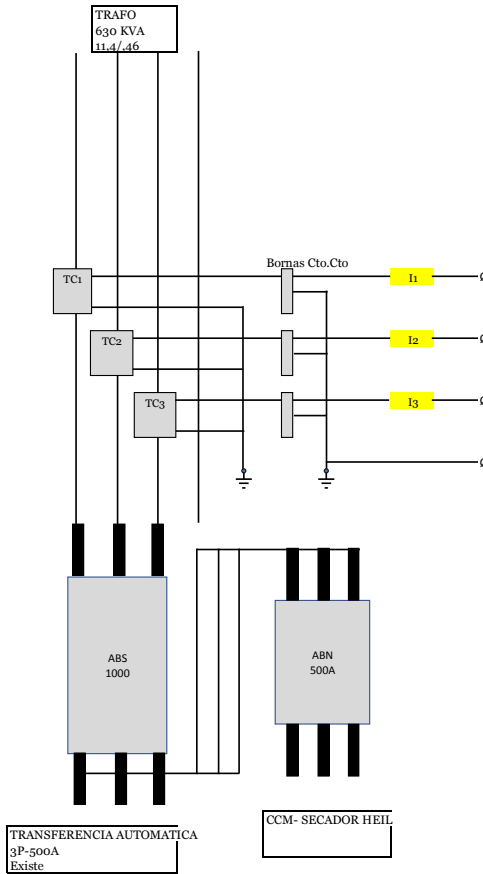 TRAFO
630 KVA
11,4/,46
Bornas Cto.Cto
TC1
I1
TC2
I2
TC3
I3
ABS
1000
ABN
500A
TRANSFERENCIA AUTOMATICA
3P-500A
Existe
CCM- SECADOR HEIL